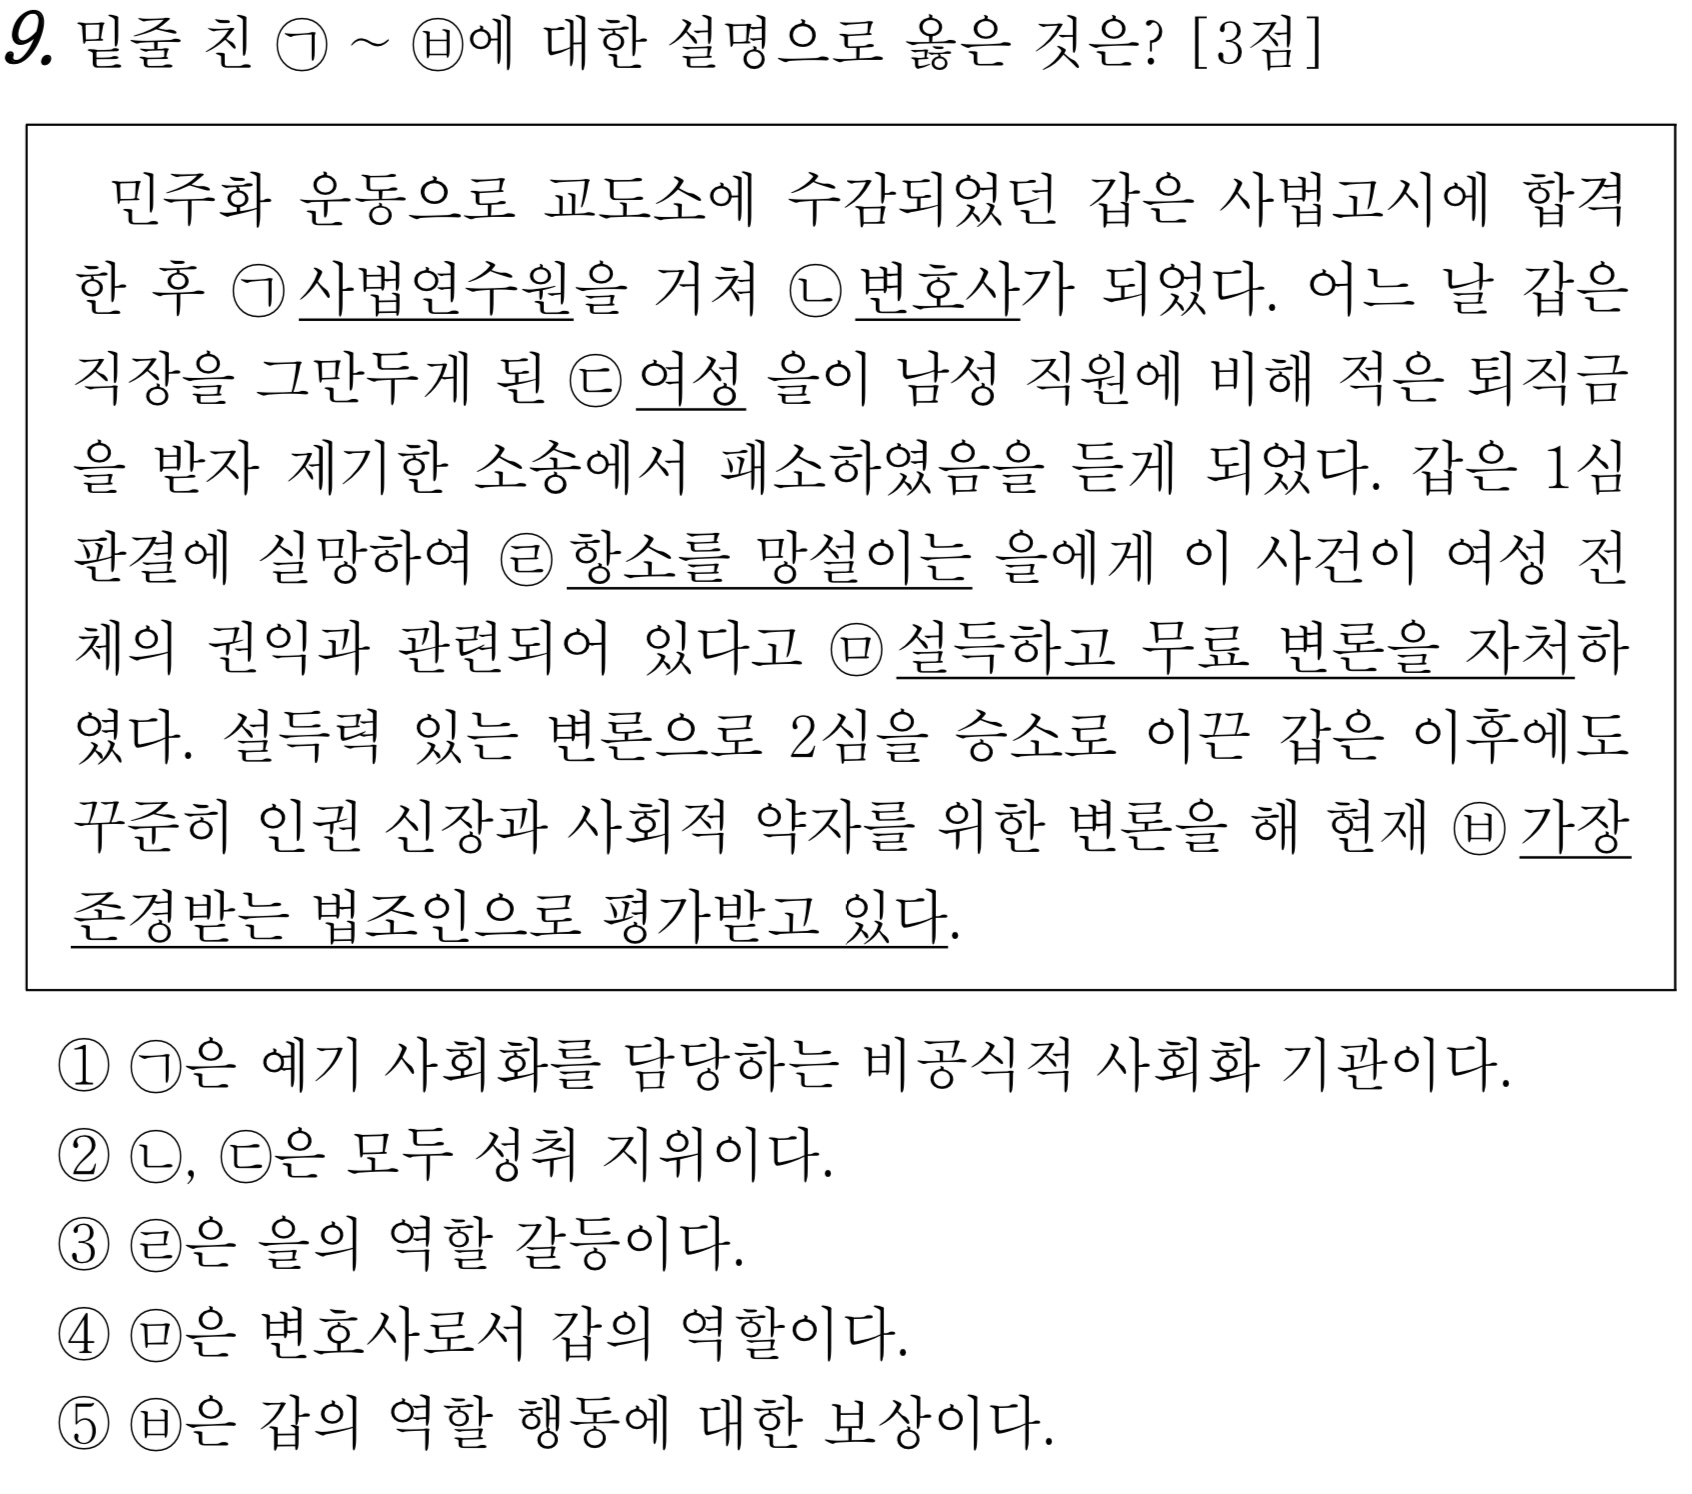 9. 밑줄 친 ㉠ ~ ㉥에 대한 설명으로 옳은 것은? [3점]
민주화 운동으로 교도소에 수감되었던 갑은 사법고시에 합격
한 후 ㉠사법연수원을 거쳐 ㉡변호사가 되었다. 어느 날 갑은
직장을 그만두게 된 ㉢여성 을이 남성 직원에 비해 적은 퇴직금
을 받자 제기한 소송에서 패소하였음을 듣게 되었다. 갑은 1심
판결에 실망하여 ㉣항소를 망설이는 을에게 이 사건이 여성 전
체의 권익과 관련되어 있다고 ㉤설득하고 무료 변론을 자처하
였다. 설득력 있는 변론으로 2심을 승소로 이끈 갑은 이후에도
꾸준히 인권 신장과 사회적 약자를 위한 변론을 해 현재 ㉥가장
존경받는 법조인으로 평가받고 있다.
① ㉠은 예기 사회화를 담당하는 비공식적 사회화 기관이다.
② ㉡, ㉢은 모두 성취 지위이다.
③ ㉣은 을의 역할 갈등이다.
④ ㉤은 변호사로서 갑의 역할이다.
⑤ ㉥은 갑의 역할 행동에 대한 보상이다.